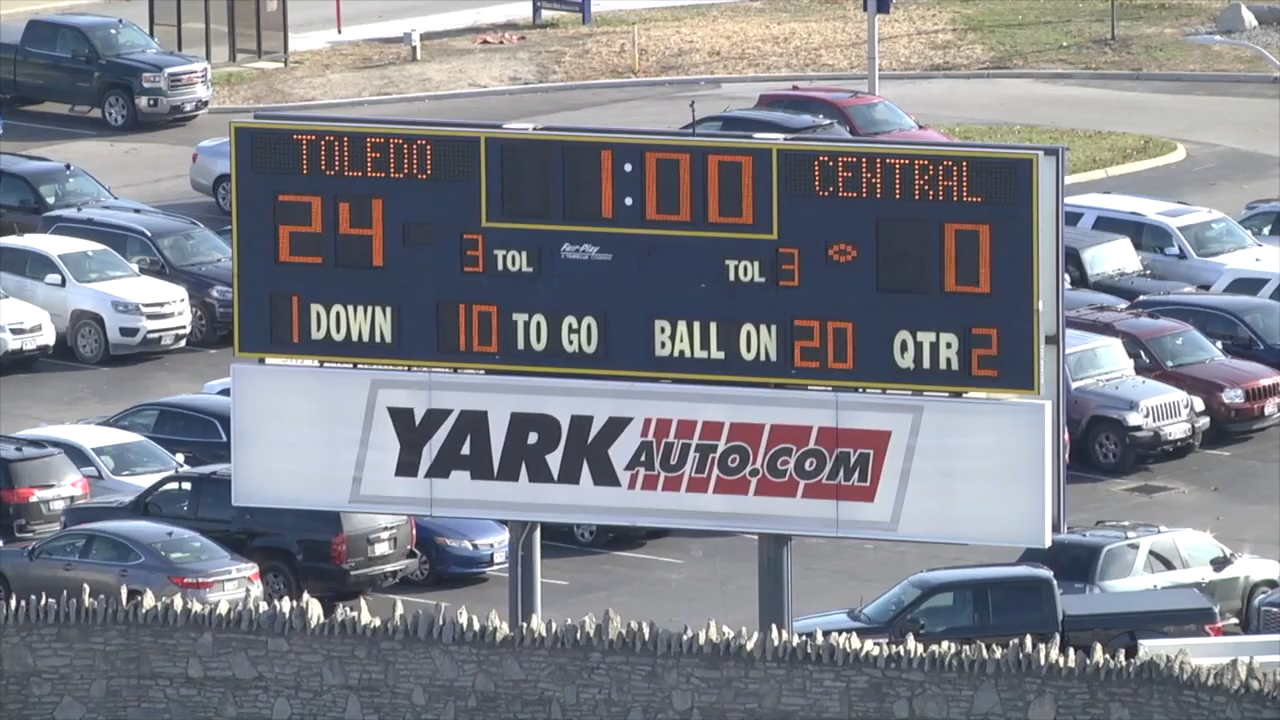 TOLEDO 1:00 CENTRAL
24 3 TOL Fair-Play TOL 3 0
1 DOWN 10 TO GO BALL ON 20 QTR 2
YARKAUTO.COM